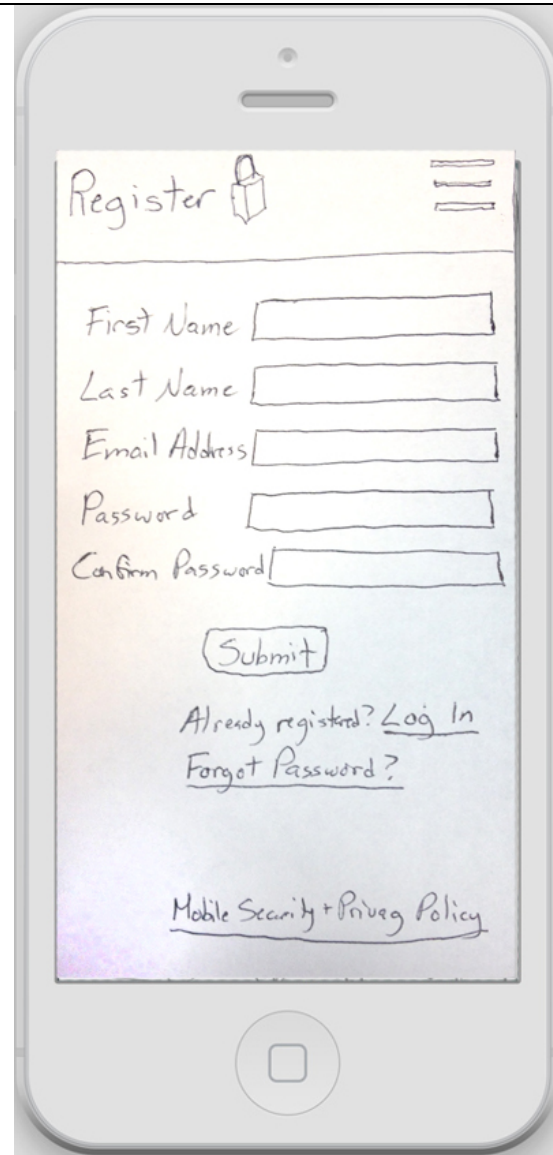 Register
First Name
Last Name
Email Address
Password
Confirm Password
Submit
Already registered? Log In
Forgot Password?
Mobile Security + Privacy Policy